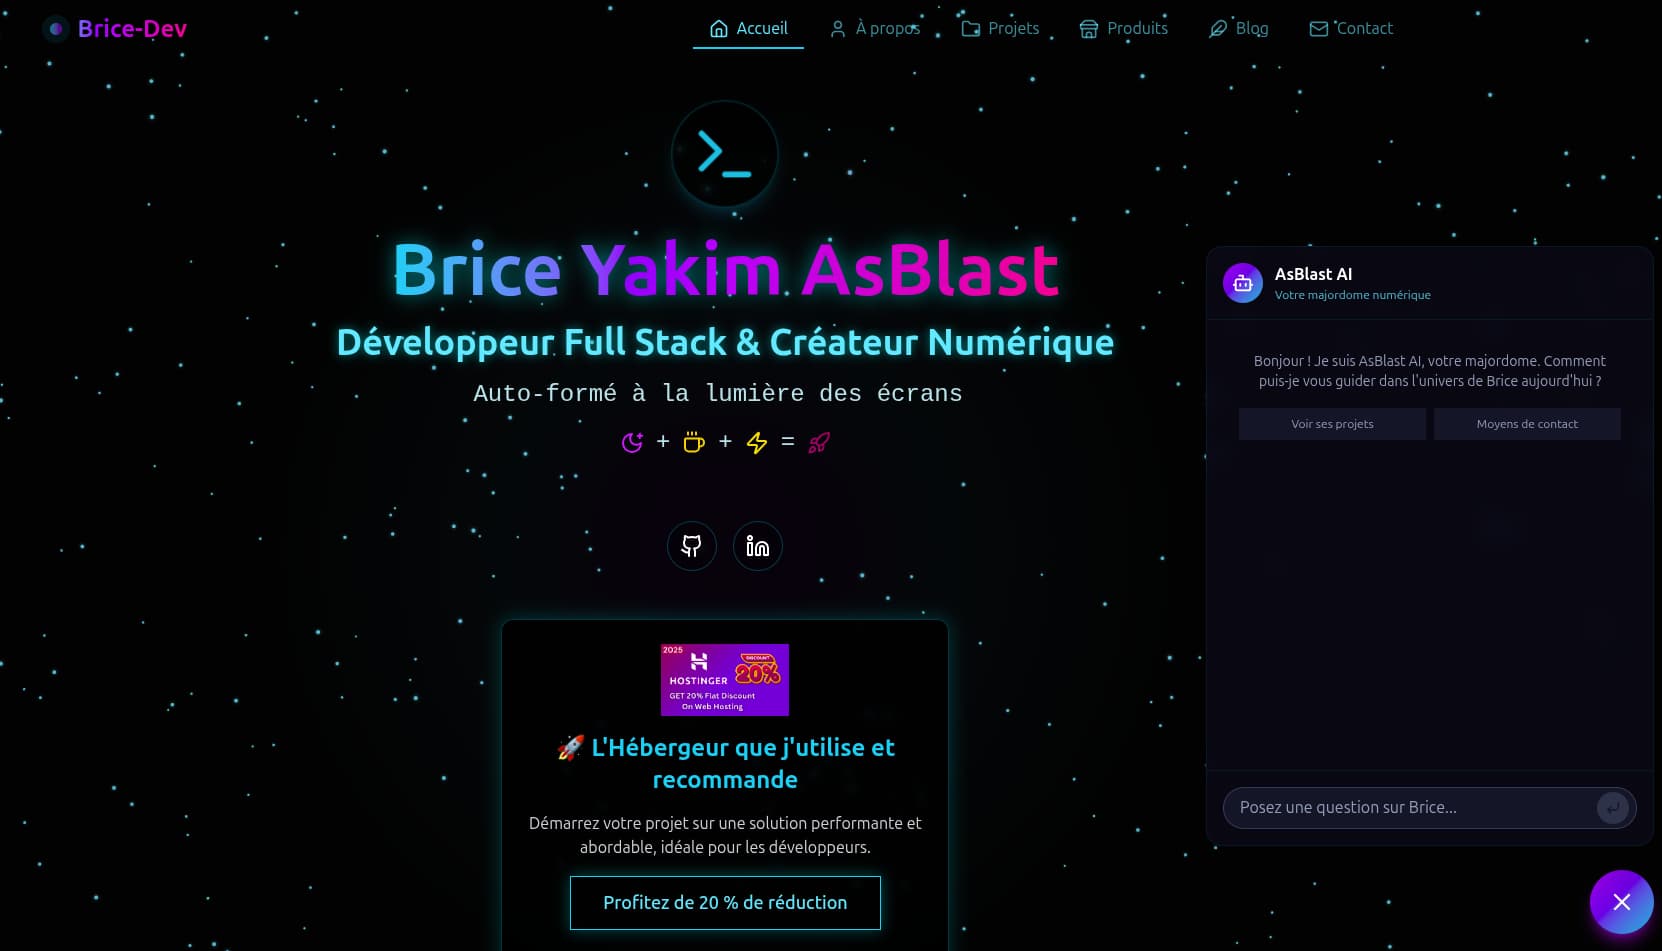 Brice-Dev
Accueil
À propos
Projets
Produits
Blog
Contact
Brice Yakim AsBlast
Développeur Full Stack & Créateur Numérique
Auto-formé à la lumière des écrans
+ + =
2025
HOSTINGER
DISCOUNT
20%
GET 20% Flat Discount
On Web Hosting
🚀 L'Hébergeur que j'utilise et
recommande
Démarrez votre projet sur une solution performante et
abordable, idéale pour les développeurs.
Profitez de 20 % de réduction
AsBlast AI
Votre majordome numérique
Bonjour ! Je suis AsBlast AI, votre majordome. Comment
puis-je vous guider dans l'univers de Brice aujourd'hui ?
Voir ses projets
Moyens de contact
Posez une question sur Brice...